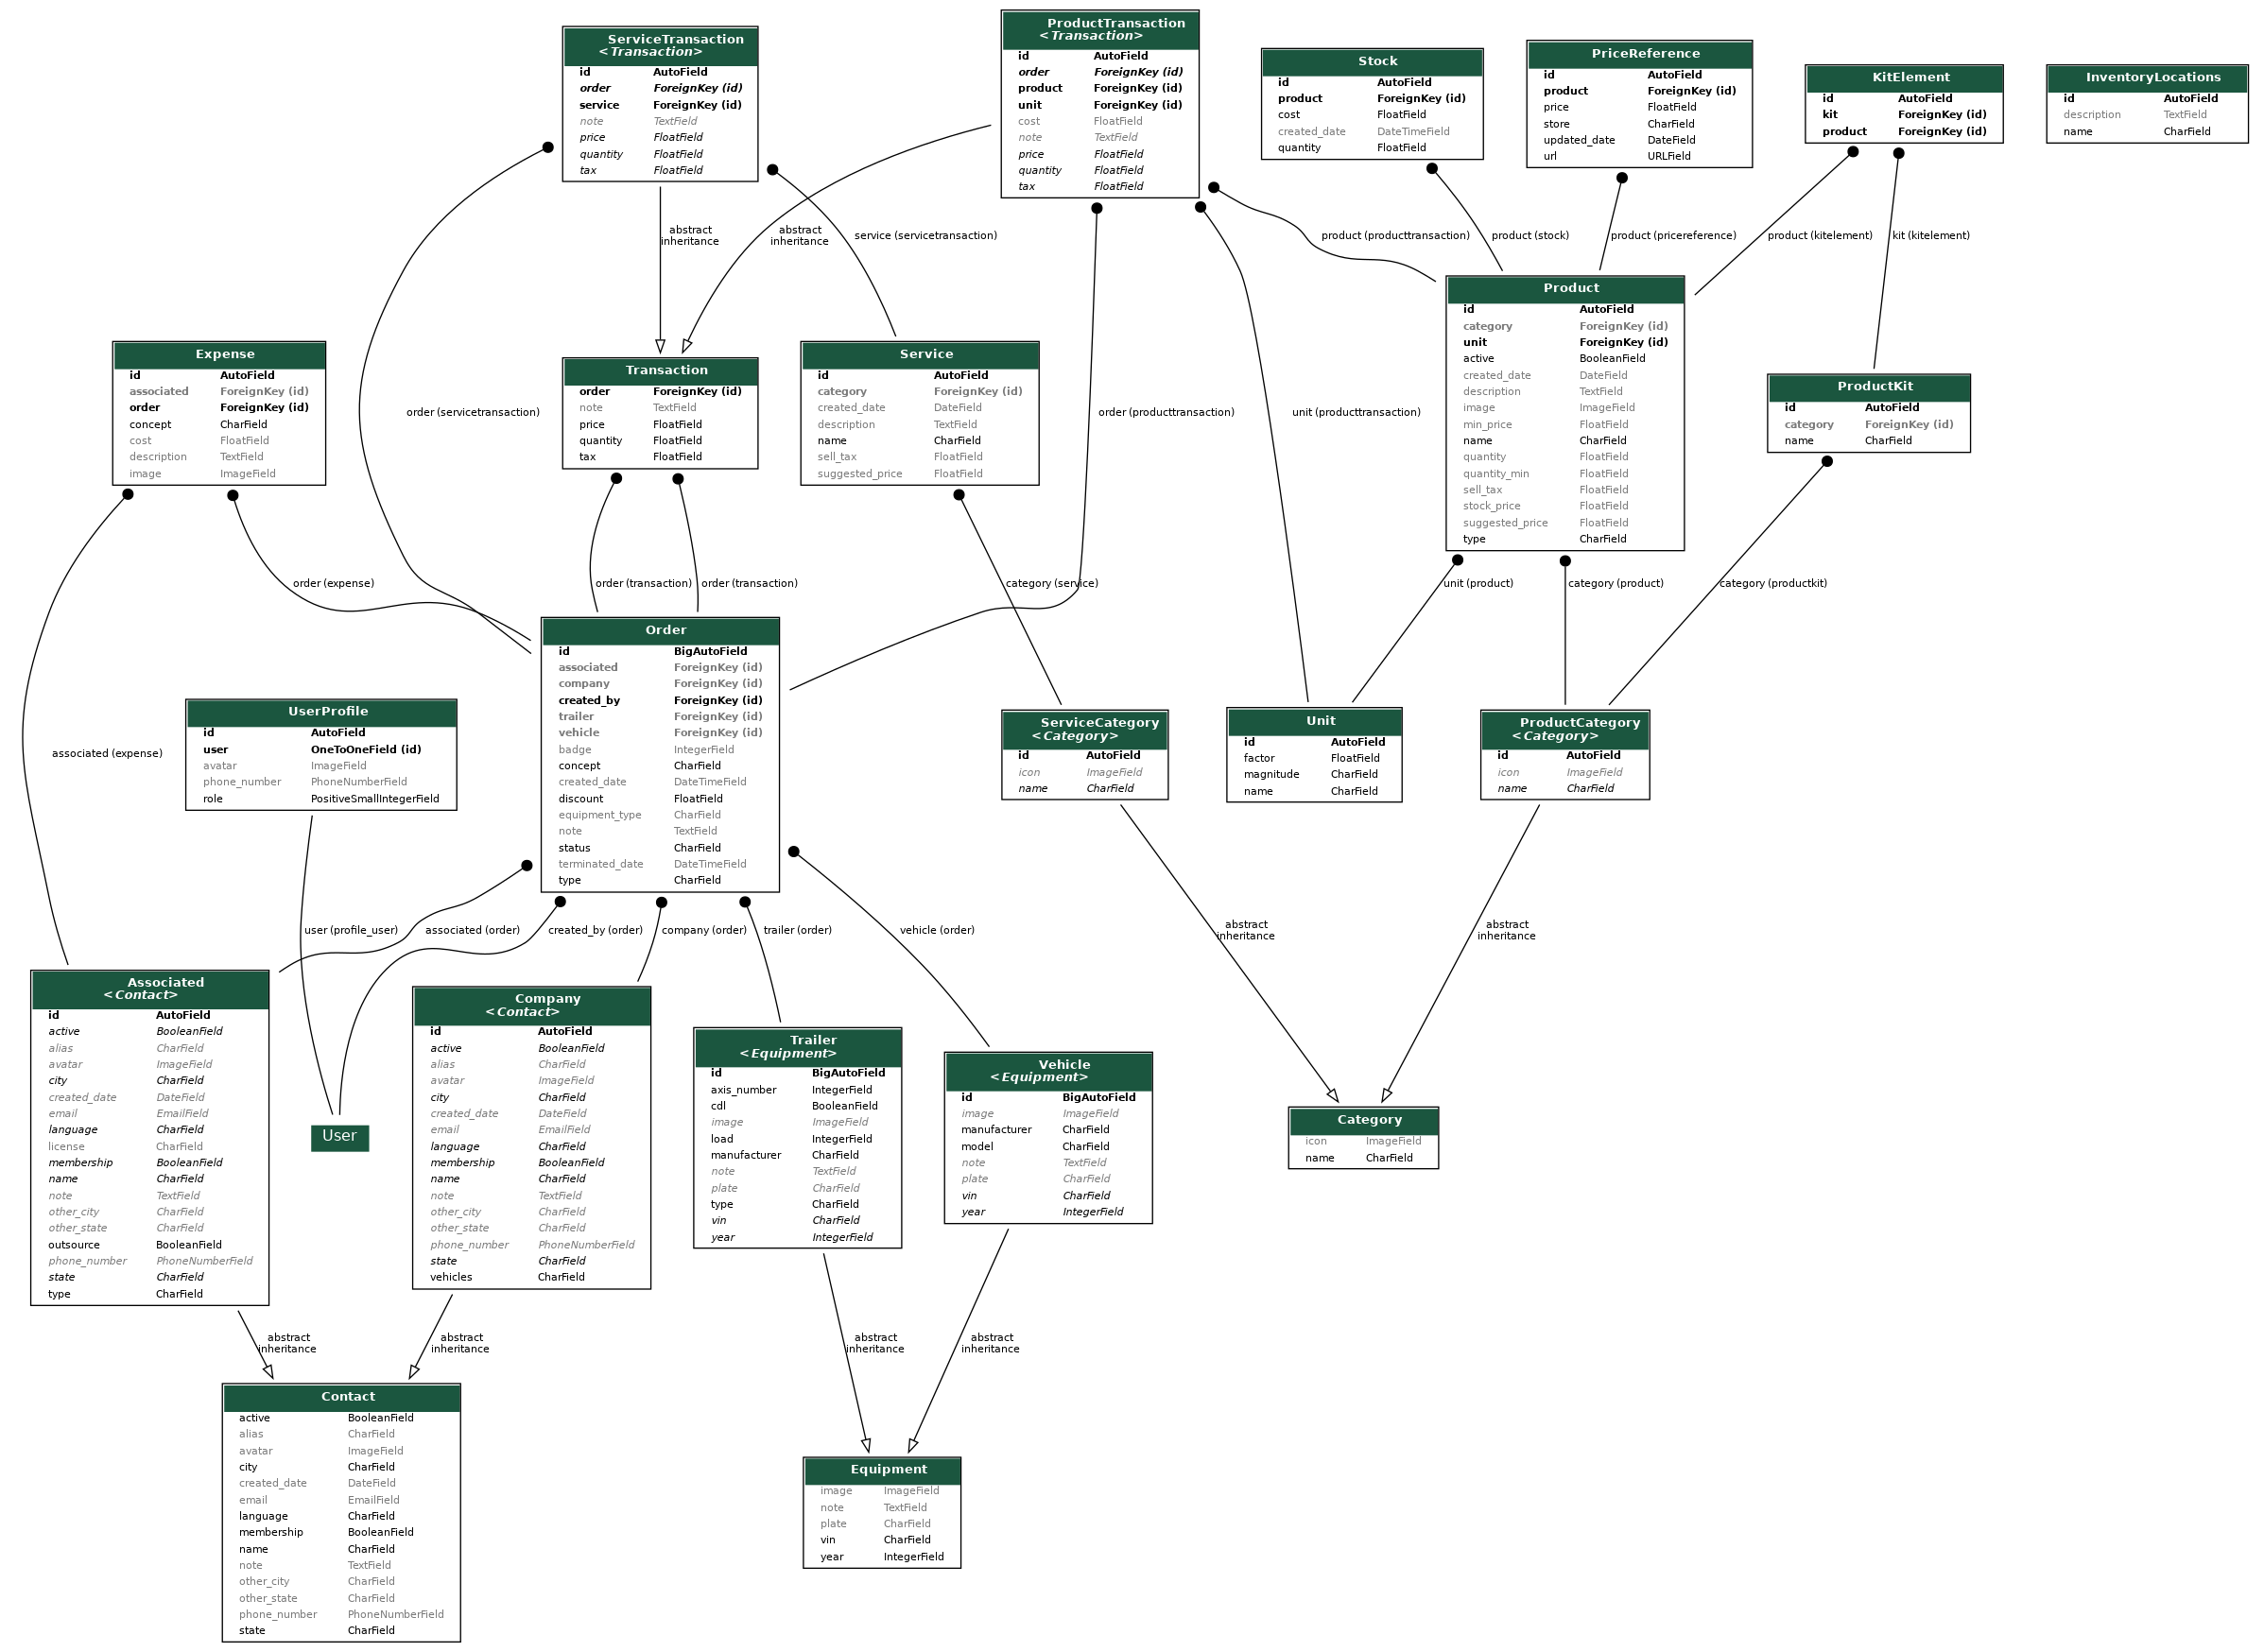 ServiceTransaction
<Transaction>
id AutoField
order ForeignKey (id)
service ForeignKey (id)
note TextField
price FloatField
quantity FloatField
tax FloatField
ProductTransaction
<Transaction>
id AutoField
order ForeignKey (id)
product ForeignKey (id)
unit ForeignKey (id)
cost FloatField
note TextField
price FloatField
quantity FloatField
tax FloatField
Stock
id AutoField
product ForeignKey (id)
cost FloatField
created_date DateTimeField
quantity FloatField
PriceReference
id AutoField
product ForeignKey (id)
price FloatField
store CharField
updated_date DateField
url URLField
KitElement
id AutoField
kit ForeignKey (id)
product ForeignKey (id)
InventoryLocations
id AutoField
description TextField
name CharField
abstract
inheritance
abstract
inheritance
service (servicetransaction)
product (producttransaction)
product (stock)
product (pricereference)
product (kitelement)
kit (kitelement)
Expense
id AutoField
associated ForeignKey (id)
order ForeignKey (id)
concept CharField
cost FloatField
description TextField
image ImageField
order (servicetransaction)
Transaction
order ForeignKey (id)
note TextField
price FloatField
quantity FloatField
tax FloatField
Service
id AutoField
category ForeignKey (id)
created_date DateField
description TextField
name CharField
sell_tax FloatField
suggested_price FloatField
order (producttransaction)
unit (producttransaction)
Product
id AutoField
category ForeignKey (id)
unit ForeignKey (id)
active BooleanField
created_date DateField
description TextField
image ImageField
min_price FloatField
name CharField
quantity FloatField
quantity_min FloatField
sell_tax FloatField
stock_price FloatField
suggested_price FloatField
type CharField
ProductKit
id AutoField
category ForeignKey (id)
name CharField
order (expense)
order (transaction)
order (transaction)
category (service)
unit (product)
category (product)
category (productkit)
associated (expense)
UserProfile
id AutoField
user OneToOneField (id)
avatar ImageField
phone_number PhoneNumberField
role PositiveSmallIntegerField
Order
id BigAutoField
associated ForeignKey (id)
company ForeignKey (id)
created_by ForeignKey (id)
trailer ForeignKey (id)
vehicle ForeignKey (id)
badge IntegerField
concept CharField
created_date DateTimeField
discount FloatField
equipment_type CharField
note TextField
status CharField
terminated_date DateTimeField
type CharField
ServiceCategory
<Category>
id AutoField
icon ImageField
name CharField
Unit
id AutoField
factor FloatField
magnitude CharField
name CharField
ProductCategory
<Category>
id AutoField
icon ImageField
name CharField
user (profile_user)
associated (order)
created_by (order)
company (order)
trailer (order)
vehicle (order)
abstract
inheritance
abstract
inheritance
Associated
<Contact>
id AutoField
active BooleanField
alias CharField
avatar ImageField
city CharField
created_date DateField
email EmailField
language CharField
license CharField
membership BooleanField
name CharField
note TextField
other_city CharField
other_state CharField
outsource BooleanField
phone_number PhoneNumberField
state CharField
type CharField
User
Company
<Contact>
id AutoField
active BooleanField
alias CharField
avatar ImageField
city CharField
created_date DateField
email EmailField
language CharField
membership BooleanField
name CharField
note TextField
other_city CharField
other_state CharField
phone_number PhoneNumberField
state CharField
vehicles CharField
Trailer
<Equipment>
id BigAutoField
axis_number IntegerField
cdl BooleanField
image ImageField
load IntegerField
manufacturer CharField
note TextField
plate CharField
type CharField
vin CharField
year IntegerField
Vehicle
<Equipment>
id BigAutoField
image ImageField
manufacturer CharField
model CharField
note TextField
plate CharField
vin CharField
year IntegerField
Category
icon ImageField
name CharField
abstract
inheritance
abstract
inheritance
abstract
inheritance
abstract
inheritance
Contact
active BooleanField
alias CharField
avatar ImageField
city CharField
created_date DateField
email EmailField
language CharField
membership BooleanField
name CharField
note TextField
other_city CharField
other_state CharField
phone_number PhoneNumberField
state CharField
Equipment
image ImageField
note TextField
plate CharField
vin CharField
year IntegerField